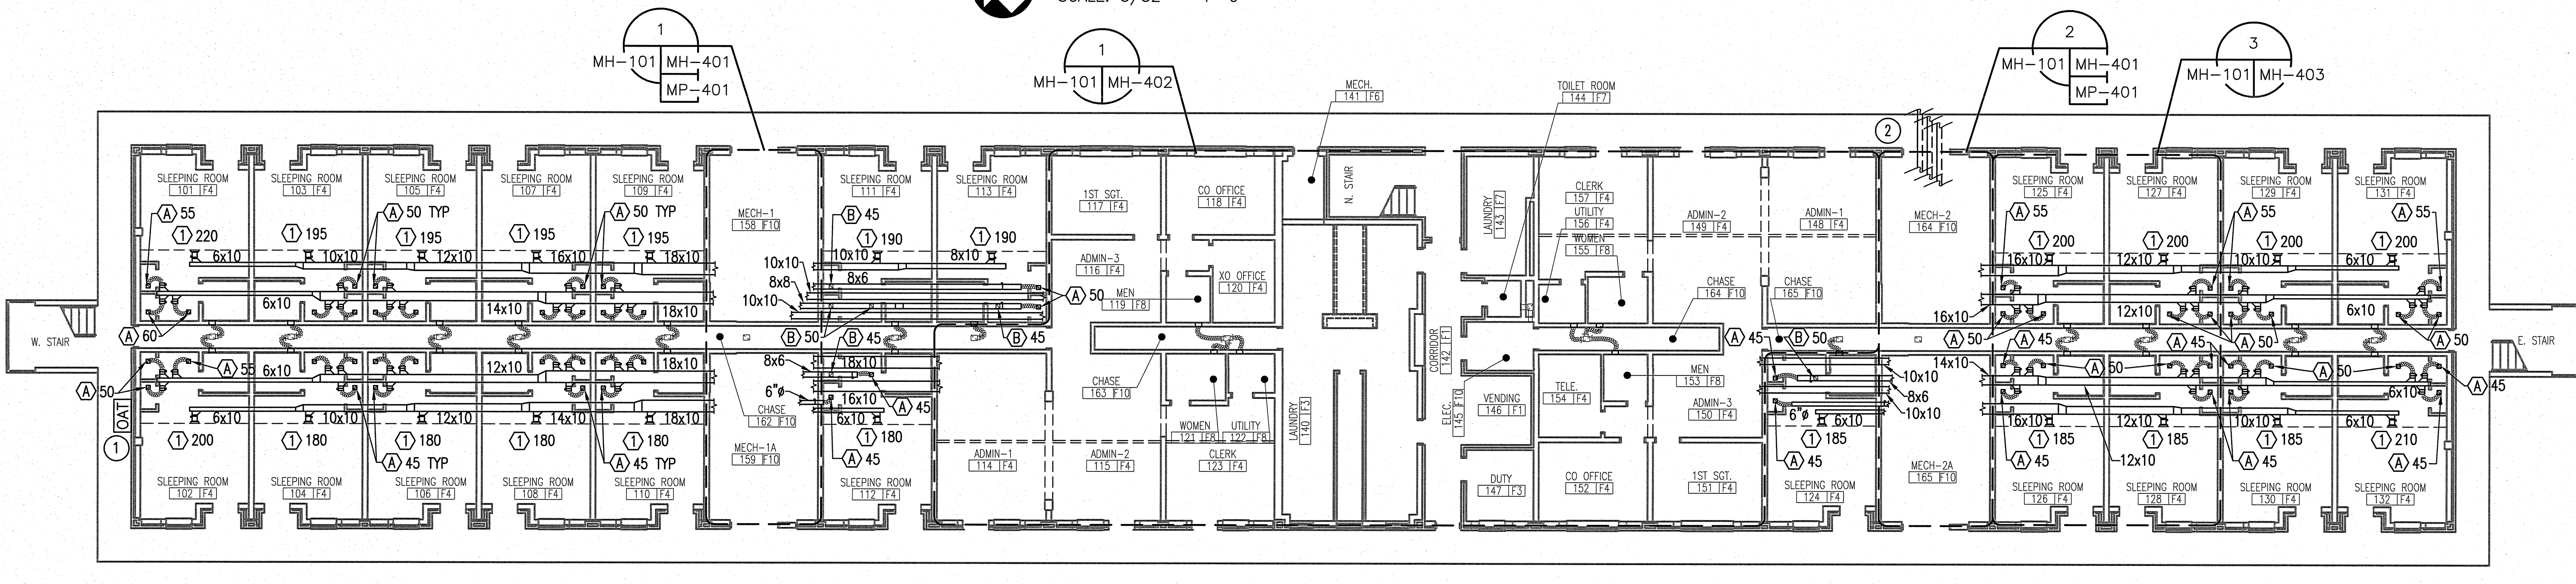 SCALE: 3/32" = 1'-0"
1
MH-101 MH-401
MP-401
1
MH-101 MH-402
2
MH-101 MH-401
MP-401
3
MH-101 MH-403
MECH.
141 F6
TOILET ROOM
144 F7
2
SLEEPING ROOM
101 F4
SLEEPING ROOM
103 F4
SLEEPING ROOM
105 F4
SLEEPING ROOM
107 F4
SLEEPING ROOM
109 F4
MECH-1
158 F10
SLEEPING ROOM
111 F4
SLEEPING ROOM
113 F4
1ST SGT.
117 F4
CO OFFICE
118 F4
N. STAIR
LAUNDRY
143 F7
CLERK
157 F4
UTILITY
156 F4
WOMEN
155 F8
ADMIN-2
149 F4
ADMIN-1
148 F4
MECH-2
164 F10
SLEEPING ROOM
125 F4
SLEEPING ROOM
127 F4
SLEEPING ROOM
129 F4
SLEEPING ROOM
131 F4
A 55
A 50 TYP
A 50 TYP
B 45
A 55
A 55
A 55
1 220
1 195
1 195
1 195
1 195
1 190
1 190
1 200
1 200
1 200
1 200
6x10
10x10
12x10
16x10
18x10
10x10
8x10
16x10
12x10
10x10
6x10
10x10
8x8
10x10
8x6
A 50
ADMIN-3
116 F4
MEN
119 F8
XO OFFICE
120 F4
CHASE
164 F10
CHASE
165 F10
6x10
14x10
18x10
16x10
12x10
6x10
W. STAIR
A 60
B 50
B 45
B 45
A 45
B 50
A 50
A 50
A 50
E. STAIR
CORRIDOR
142 F1
A 50
A 55
6x10
12x10
18x10
8x6
18x10
6"ø
16x10
A 45
14x10
A 45
A 50
A 45
A 50
A 45
10x10
8x6
10x10
6x10
OAT
1
6x10
10x10
12x10
14x10
18x10
6x10
6"ø
6x10
16x10
12x10
10x10
6x10
CHASE
162 F10
CHASE
163 F10
VENDING
146 F1
ELEC.
145 F10
TELE.
154 F4
MEN
153 F8
ADMIN-3
150 F4
1 200
1 180
1 180
1 180
1 180
1 180
1 185
1 185
1 185
1 185
1 210
A 45 TYP
A 45 TYP
A 45
A 45
A 45
12x10
A 45
A 45
MECH-1A
159 F10
WOMEN
121 F8
UTILITY
122 F8
CLERK
123 F4
LAUNDRY
140 F3
ADMIN-1
114 F4
ADMIN-2
115 F4
SLEEPING ROOM
102 F4
SLEEPING ROOM
104 F4
SLEEPING ROOM
106 F4
SLEEPING ROOM
108 F4
SLEEPING ROOM
110 F4
SLEEPING ROOM
112 F4
DUTY
147 F3
CO OFFICE
152 F4
1ST SGT.
151 F4
SLEEPING ROOM
124 F4
MECH-2A
165 F10
SLEEPING ROOM
126 F4
SLEEPING ROOM
128 F4
SLEEPING ROOM
130 F4
SLEEPING ROOM
132 F4